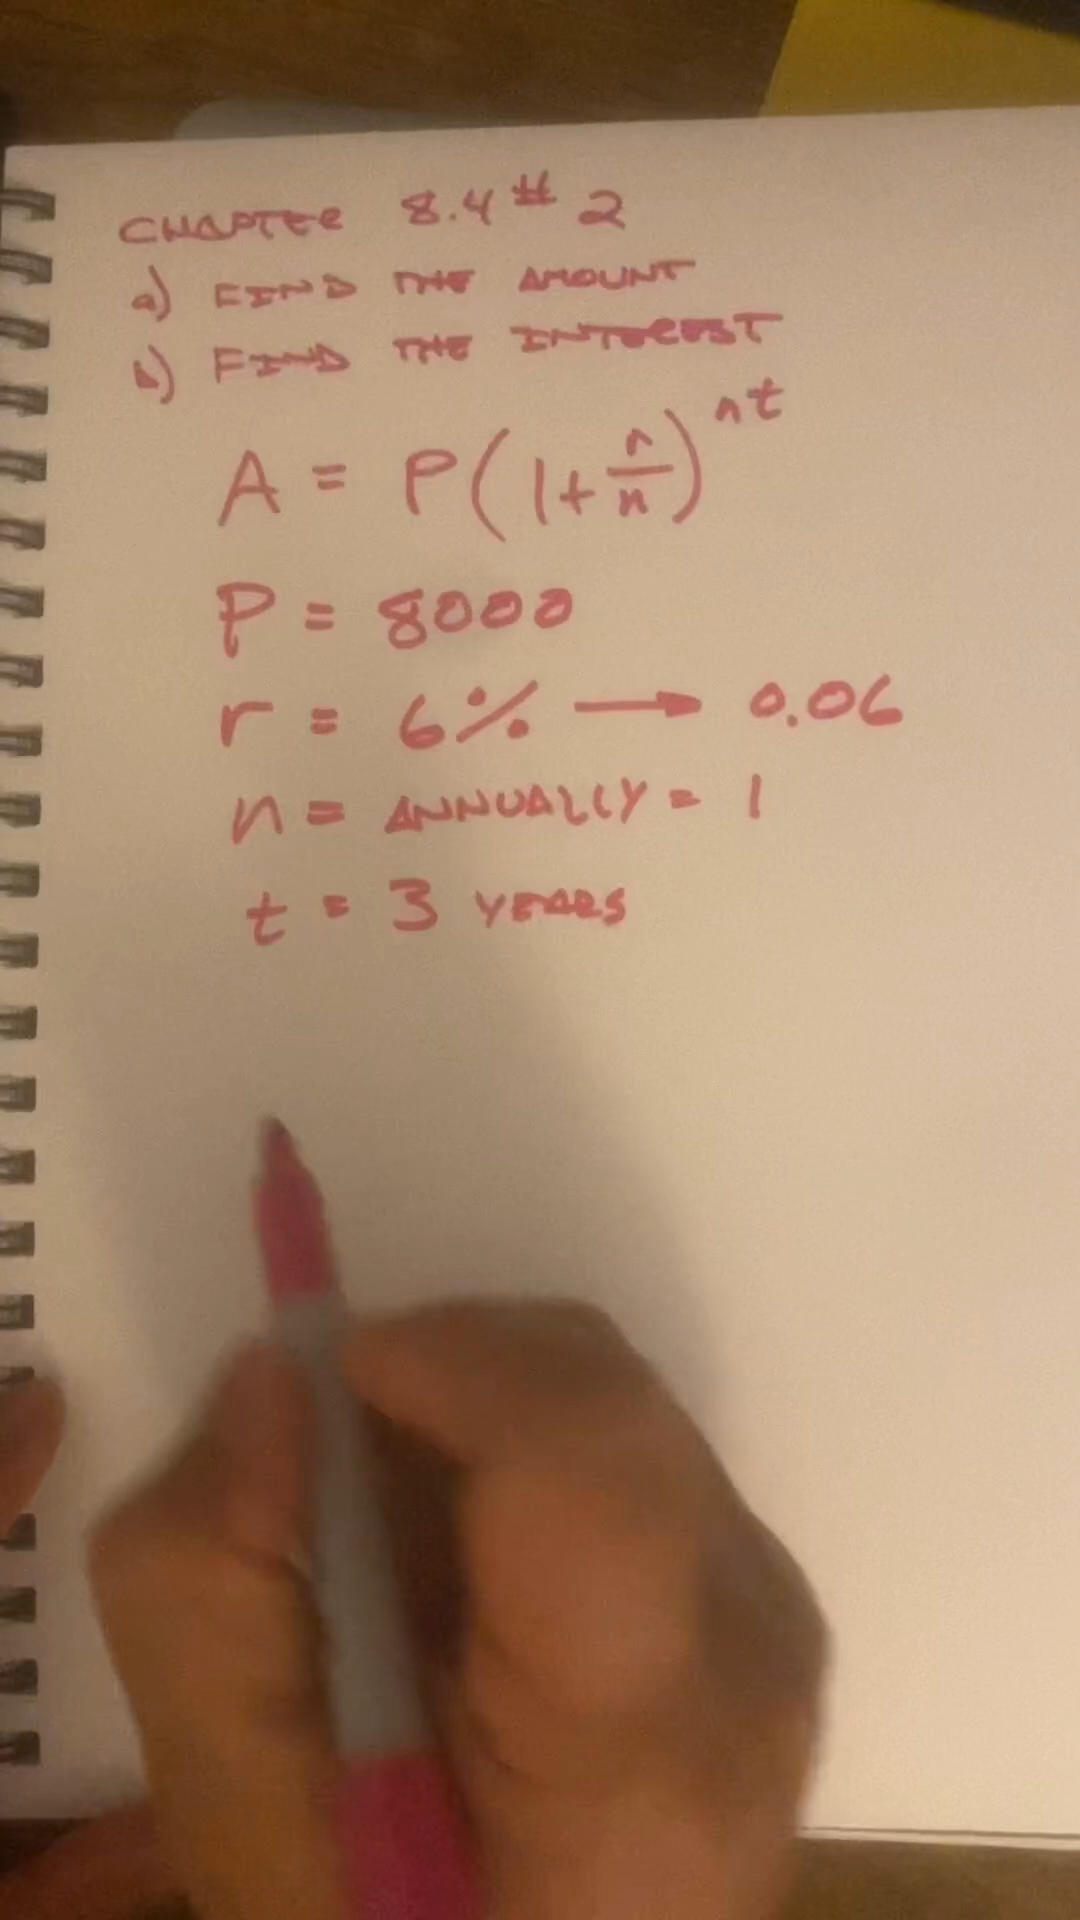 CHAPTER 8.4 # 2
a) FIND THE AMOUNT
b) FIND THE INTEREST
A = P(1+r/n)^nt
P = 8000
r = 6% → 0.06
n = ANNUALLY = 1
t = 3 YEARS